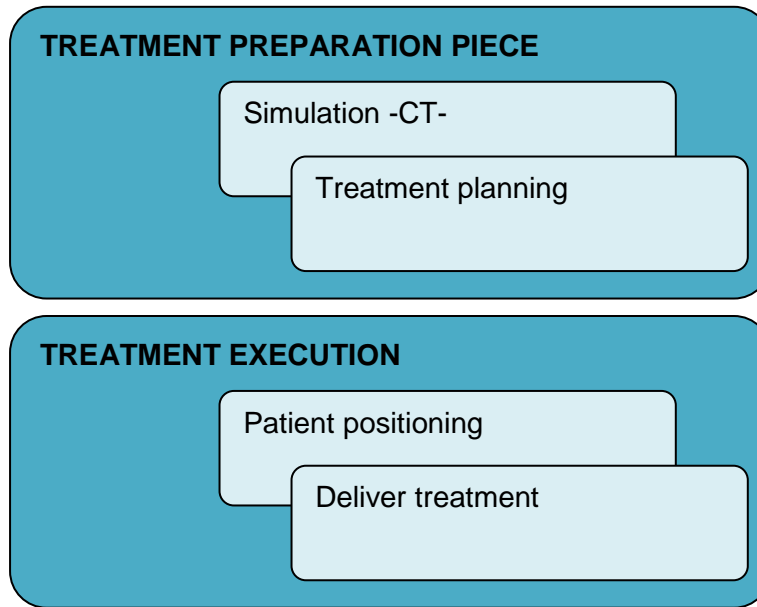 TREATMENT PREPARATION PIECE
Simulation -CT-
Treatment planning
TREATMENT EXECUTION
Patient positioning
Deliver treatment